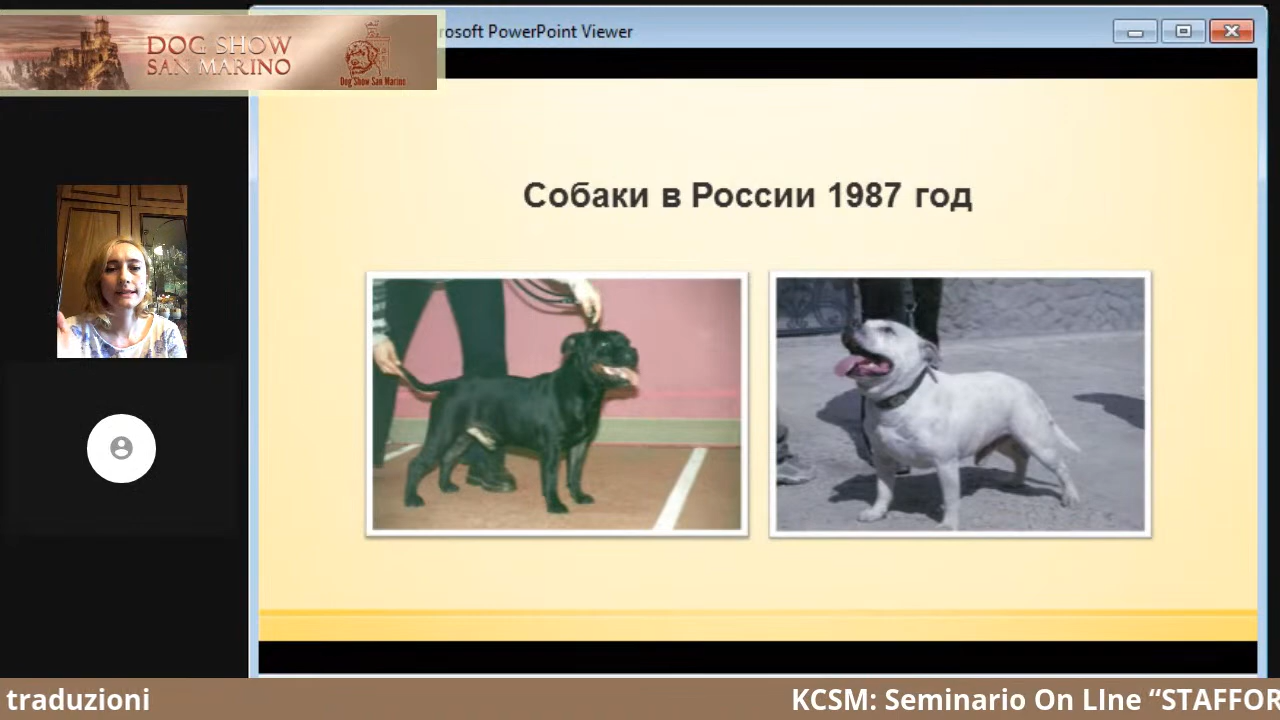 DOG SHOW
SAN MARINO
Dog Show San Marino
rosoft PowerPoint Viewer
Собаки в России 1987 год
traduzioni
KCSM: Seminario On LIne “STAFFOR